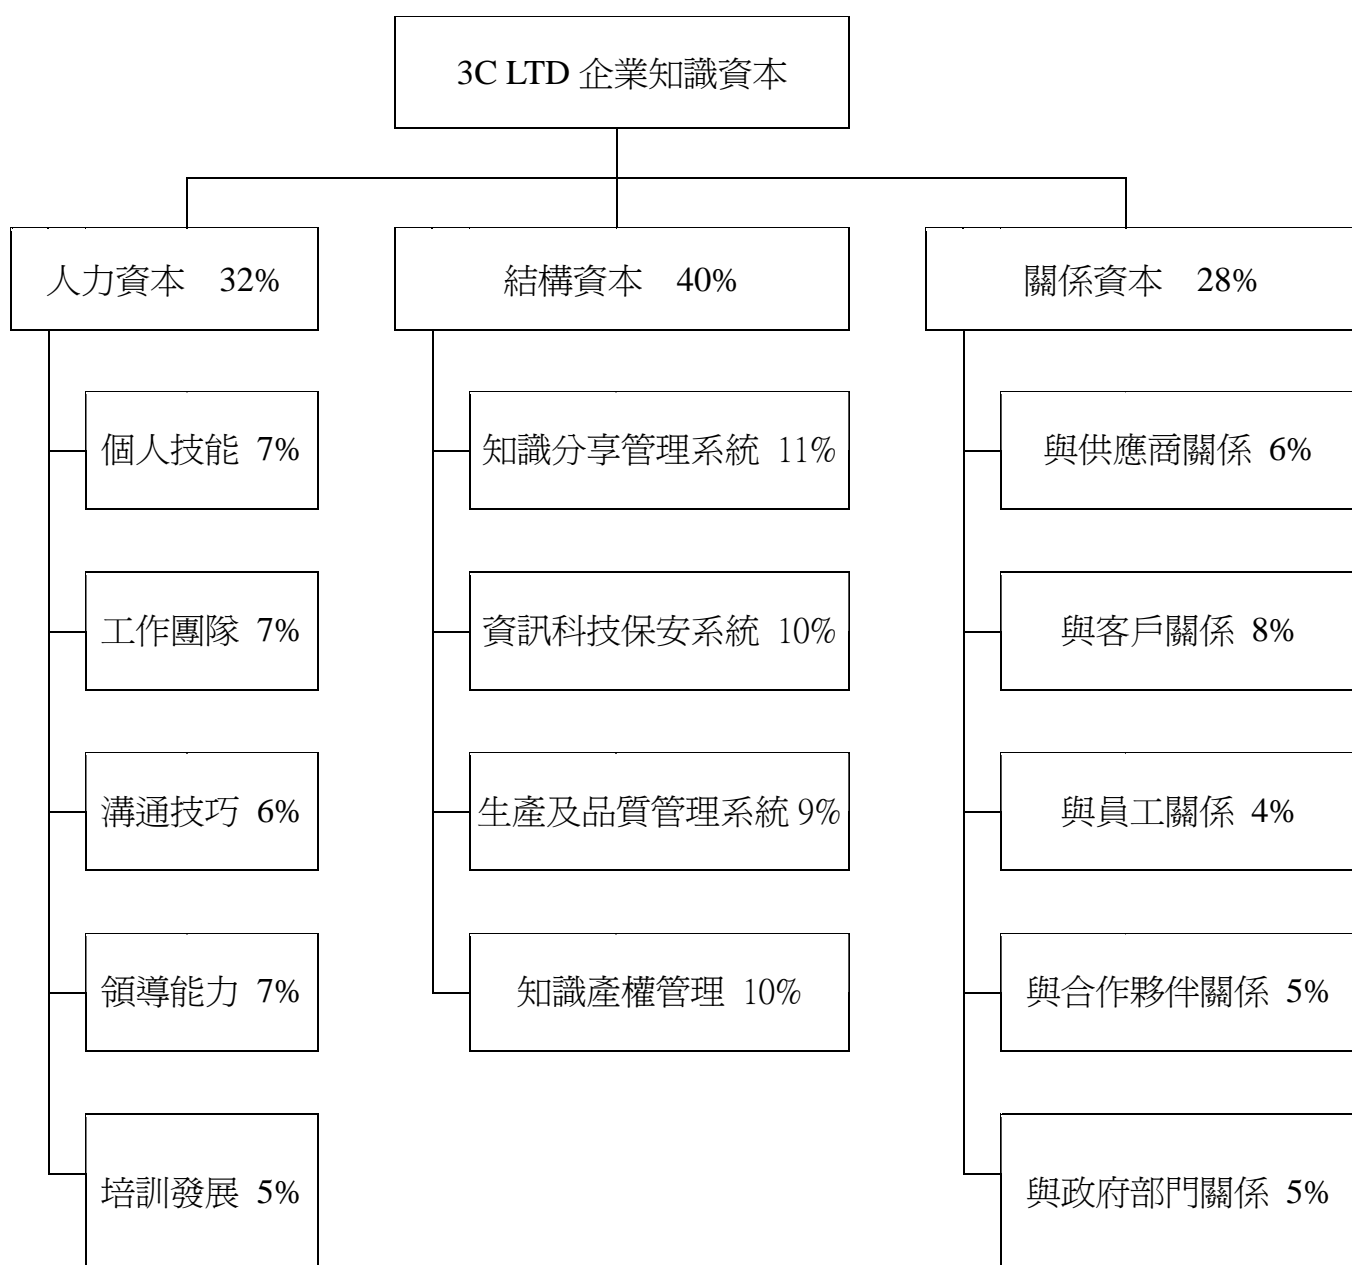 3C LTD 企業知識資本
人力資本 32%
結構資本 40%
關係資本 28%
個人技能 7%
工作團隊 7%
溝通技巧 6%
領導能力 7%
培訓發展 5%
知識分享管理系統 11%
資訊科技保安系統 10%
生產及品質管理系統 9%
知識產權管理 10%
與供應商關係 6%
與客戶關係 8%
與員工關係 4%
與合作夥伴關係 5%
與政府部門關係 5%